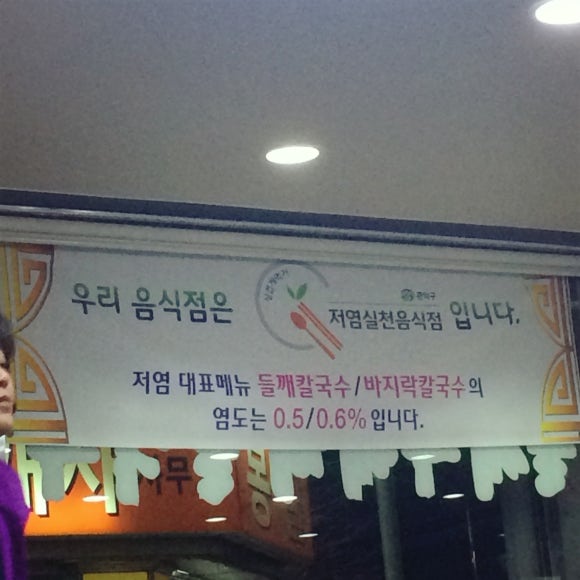 우리 음식점은 저염실천음식점 입니다.
저염 대표메뉴 들깨칼국수/바지락칼국수의
염도는 0.5/0.6%입니다.